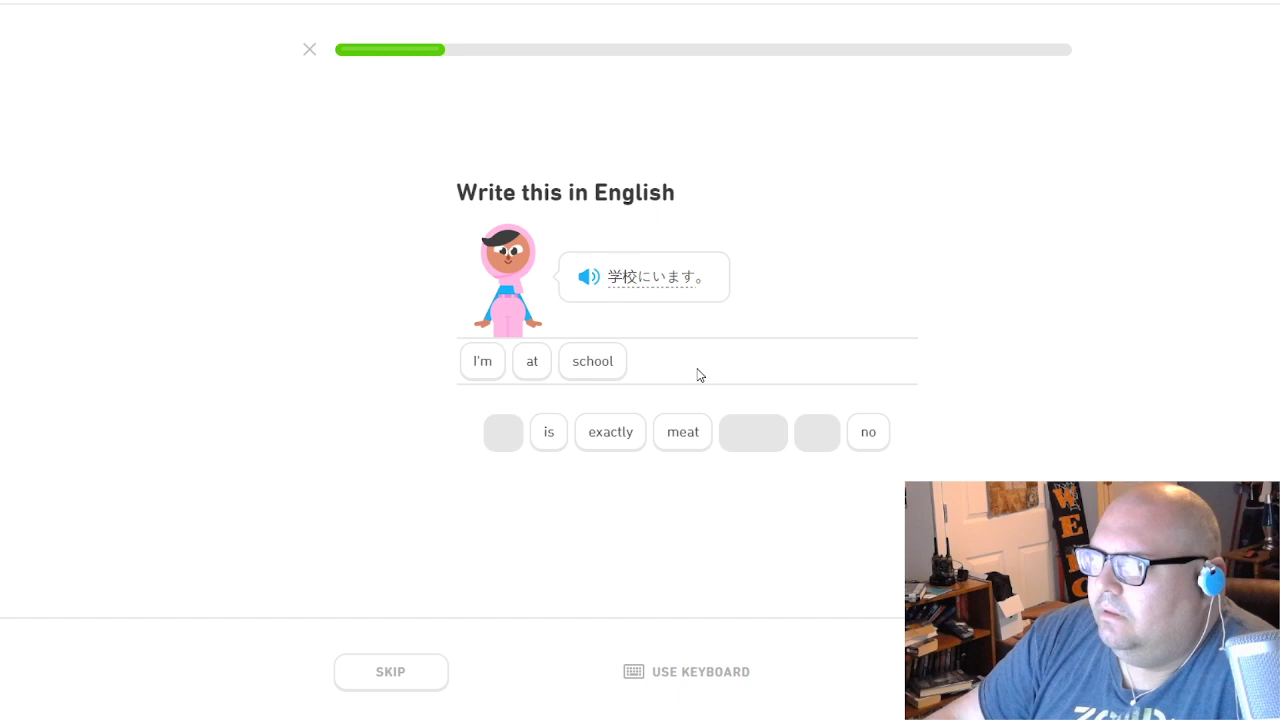 Write this in English
学校にいます。
I'm at school
is exactly meat no
SKIP
USE KEYBOARD
WE